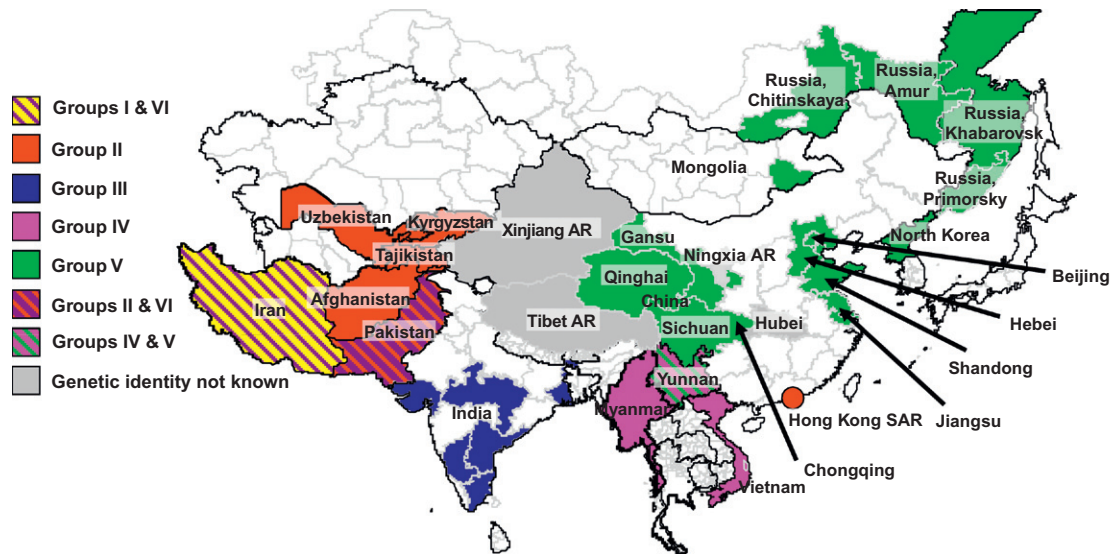 Groups I & VI
Group II
Group III
Group IV
Group V
Groups II & VI
Groups IV & V
Genetic identity not known
Russia,
Chitinskaya
Russia,
Amur
Russia,
Khabarovsk
Russia,
Primorsky
Mongolia
Uzbekistan
Kyrgyzstan
Tajikistan
Xinjiang AR
Gansu
Ningxia AR
North Korea
Beijing
Qinghai
China
Afghanistan
Iran
Pakistan
Tibet AR
Sichuan
Hubei
Hebei
Shandong
Jiangsu
Yunnan
India
Myanmar
Hong Kong SAR
Chongqing
Vietnam